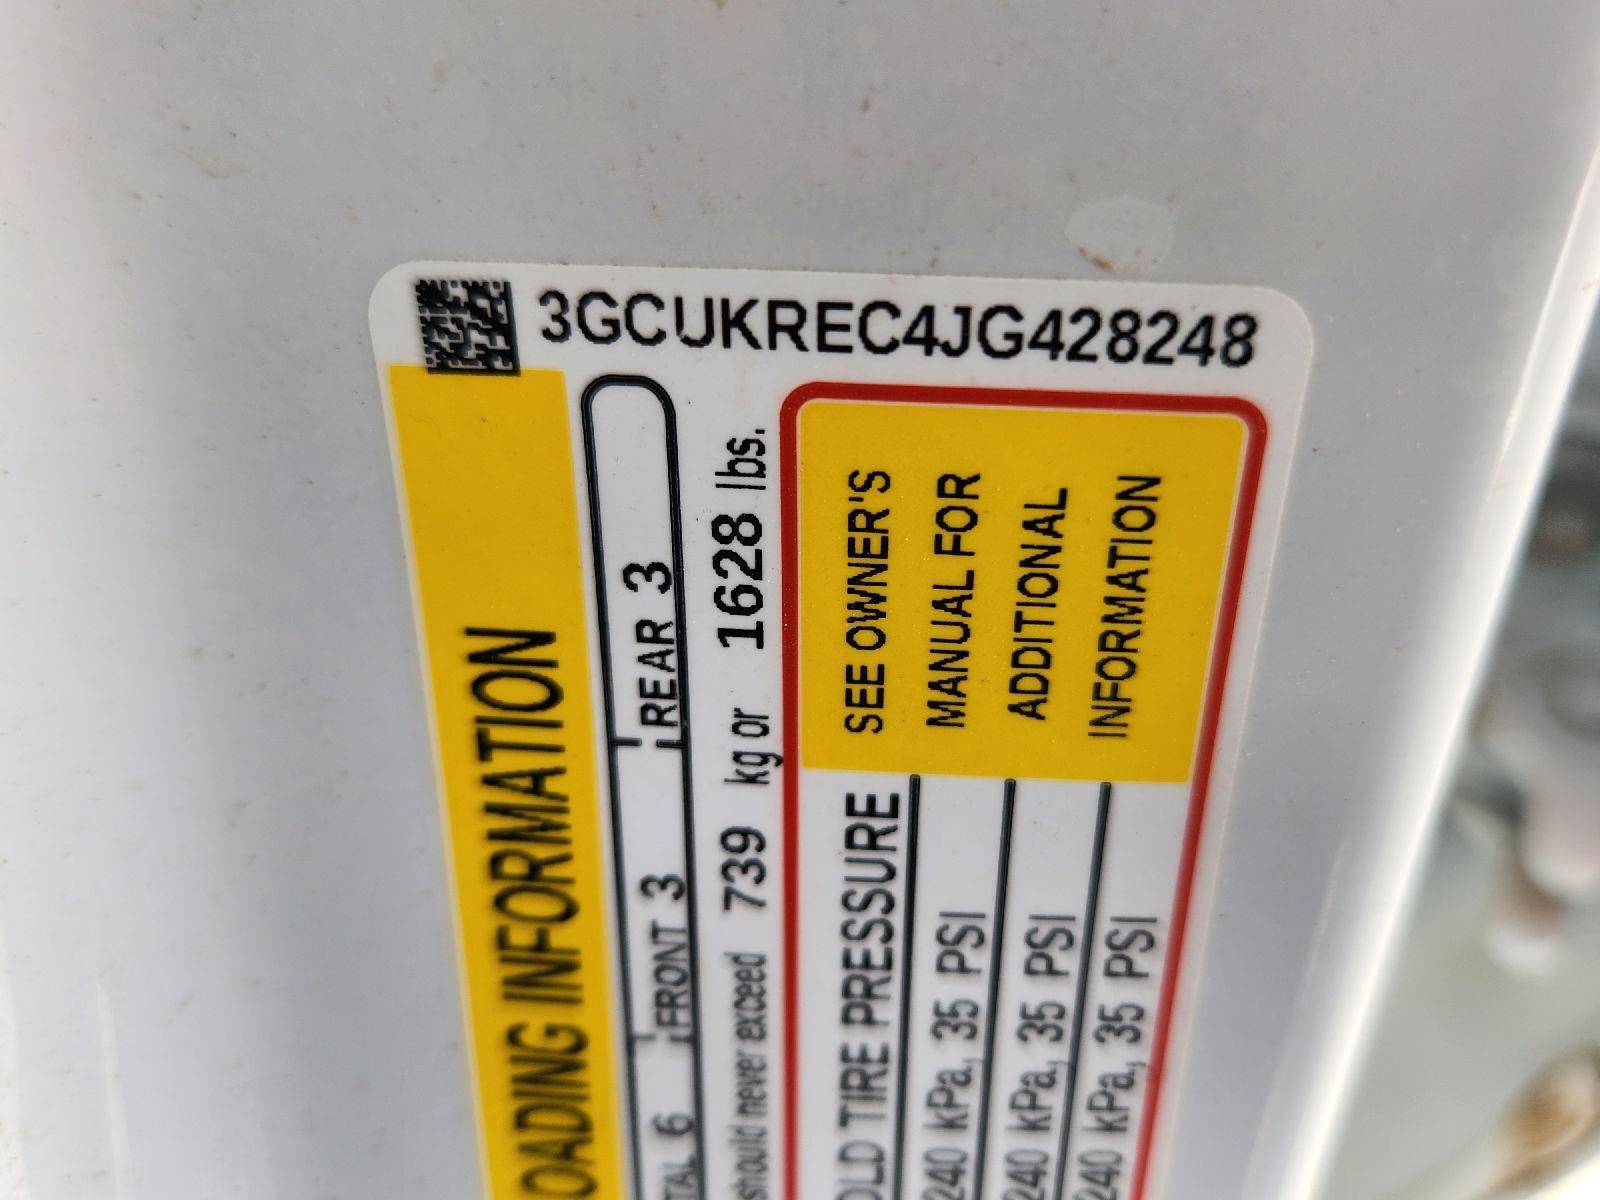 3GCUKREC4JG428248
OADING INFORMATION
TAL 6 FRONT 3 REAR 3
should never exceed 739 kg or 1628 lbs.
OLD TIRE PRESSURE
240 kPa, 35 PSI
240 kPa, 35 PSI
240 kPa, 35 PSI
SEE OWNER'S
MANUAL FOR
ADDITIONAL
INFORMATION